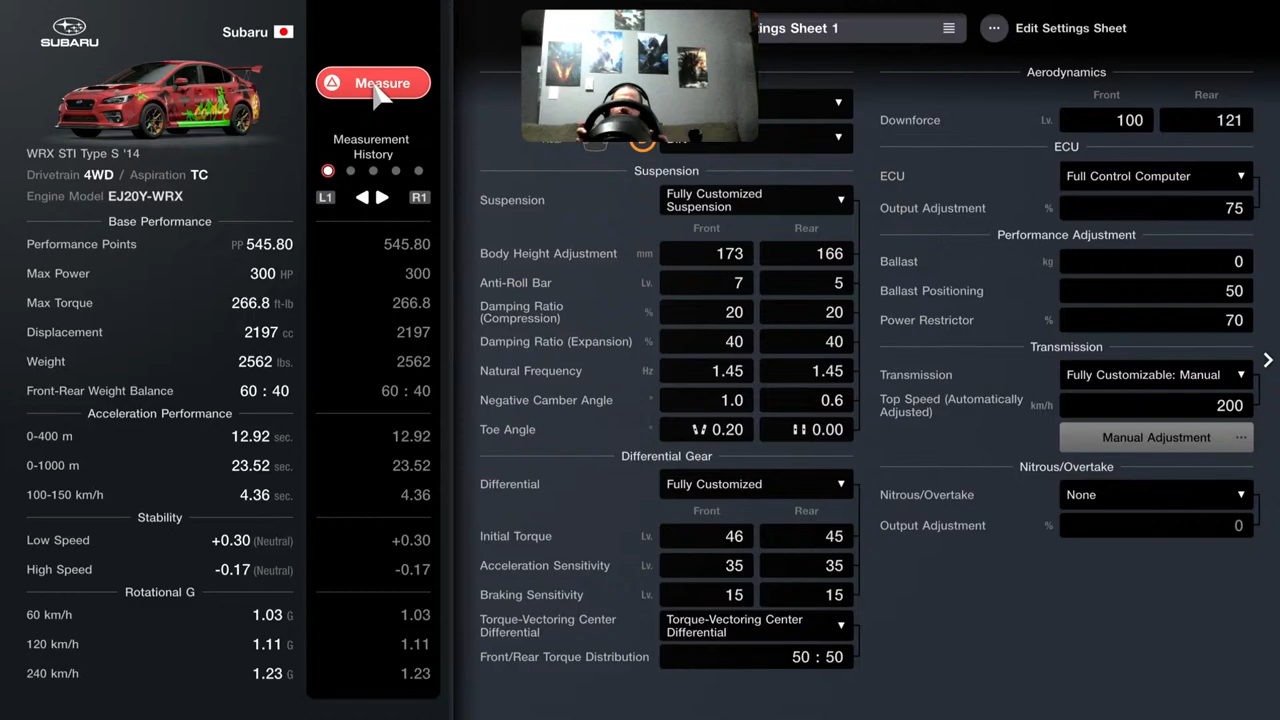 SUBARU
Subaru
WRX STI Type S '14
Drivetrain 4WD / Aspiration TC
Engine Model EJ20Y-WRX
Base Performance
Performance Points PP 545.80
Max Power 300 HP
Max Torque 266.8 ft-lb
Displacement 2197 cc
Weight 2562 lbs.
Front-Rear Weight Balance 60 : 40
Acceleration Performance
0-400 m 12.92 sec.
0-1000 m 23.52 sec.
100-150 km/h 4.36 sec.
Stability
Low Speed +0.30 (Neutral)
High Speed -0.17 (Neutral)
Rotational G
60 km/h 1.03 G
120 km/h 1.11 G
240 km/h 1.23 G
Measure
Measurement
History
L1 R1
545.80
300
266.8
2197
2562
60 : 40
12.92
23.52
4.36
+0.30
-0.17
1.03
1.11
1.23
ings Sheet 1
Edit Settings Sheet
Suspension
Suspension Fully Customized
Suspension
Front Rear
Body Height Adjustment mm 173 166
Anti-Roll Bar Lv. 7 5
Damping Ratio
(Compression) % 20 20
Damping Ratio (Expansion) % 40 40
Natural Frequency Hz 1.45 1.45
Negative Camber Angle ° 1.0 0.6
Toe Angle ° 0.20 0.00
Differential Gear
Differential Fully Customized
Front Rear
Initial Torque Lv. 46 45
Acceleration Sensitivity Lv. 35 35
Braking Sensitivity Lv. 15 15
Torque-Vectoring Center
Differential
Torque-Vectoring Center
Differential
Front/Rear Torque Distribution 50 : 50
Aerodynamics
Front Rear
Downforce Lv. 100 121
ECU
ECU Full Control Computer
Output Adjustment % 75
Performance Adjustment
Ballast kg 0
Ballast Positioning 50
Power Restrictor % 70
Transmission
Transmission Fully Customizable: Manual
Top Speed (Automatically
Adjusted) km/h 200
Manual Adjustment
Nitrous/Overtake
Nitrous/Overtake None
Output Adjustment % 0